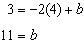 3 = −2(4) + b
11 = b